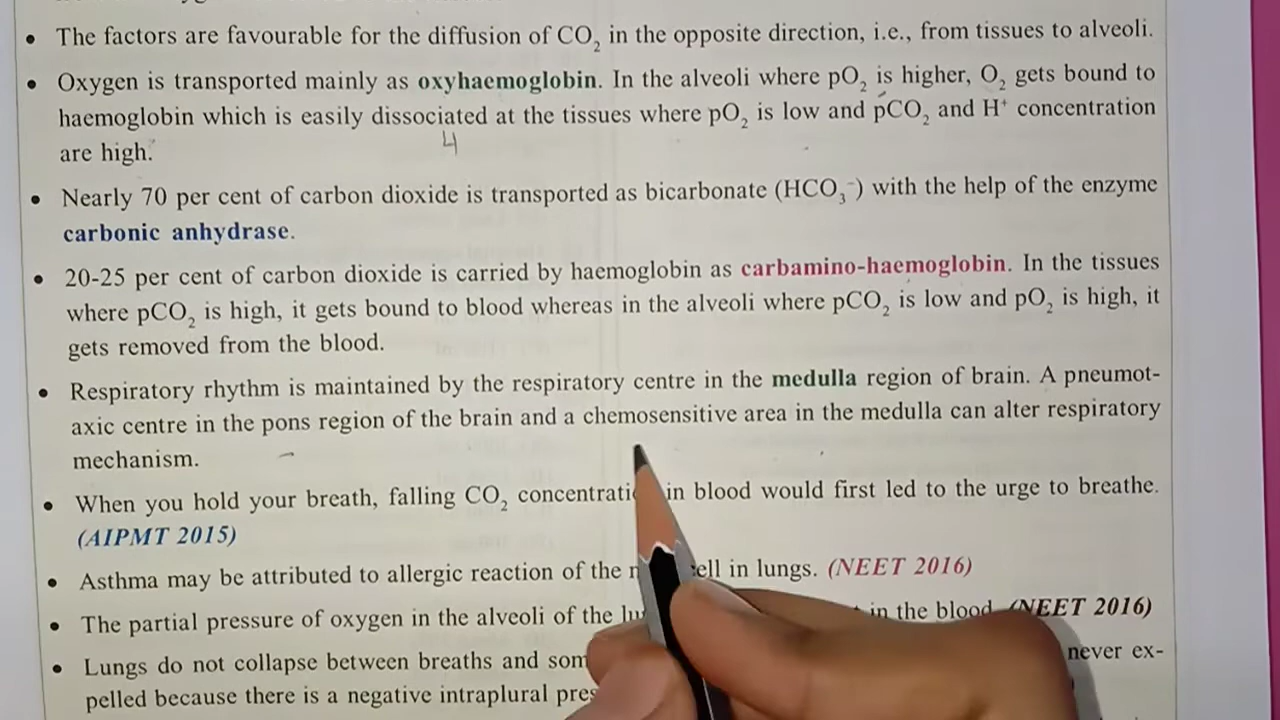 • The factors are favourable for the diffusion of CO₂ in the opposite direction, i.e., from tissues to alveoli.
• Oxygen is transported mainly as oxyhaemoglobin. In the alveoli where pO₂ is higher, O₂ gets bound to
haemoglobin which is easily dissociated at the tissues where pO₂ is low and pCO₂ and H⁺ concentration
are high.
4
• Nearly 70 per cent of carbon dioxide is transported as bicarbonate (HCO₃⁻) with the help of the enzyme
carbonic anhydrase.
• 20-25 per cent of carbon dioxide is carried by haemoglobin as carbamino-haemoglobin. In the tissues
where pCO₂ is high, it gets bound to blood whereas in the alveoli where pCO₂ is low and pO₂ is high, it
gets removed from the blood.
• Respiratory rhythm is maintained by the respiratory centre in the medulla region of brain. A pneumot-
axic centre in the pons region of the brain and a chemosensitive area in the medulla can alter respiratory
mechanism.
• When you hold your breath, falling CO₂ in blood would first led to the urge to breathe.
(AIPMT 2015)
• Asthma may be attributed to allergic reaction of the in lungs. (NEET 2016)
• The partial pressure of oxygen in the alveoli of the in the blood. (NEET 2016)
• Lungs do not collapse between breaths and never ex-
pelled because there is a negative intraplural